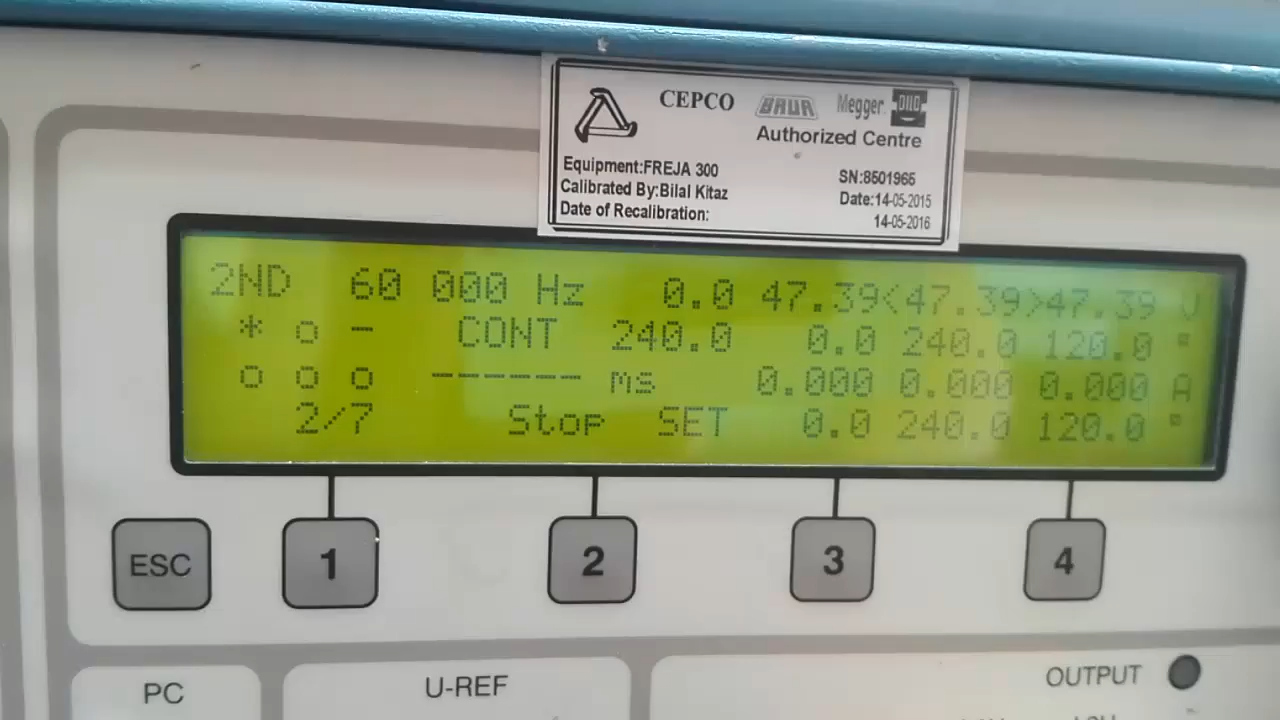 CEPCO BAUR Megger.
Authorized Centre
Equipment:FREJA 300 SN:8501965
Calibrated By:Bilal Kitaz Date:14-05-2015
Date of Recalibration: 14-05-2016
2ND 60 000 Hz 0.0 47.39<47.39>47.39 V
* o - CONT 240.0 0.0 240.0 120.0 °
o o o ------ ms 0.000 0.000 0.000 A
2/7 Stop SET 0.0 240.0 120.0 °
ESC 1 2 3 4
PC U-REF OUTPUT